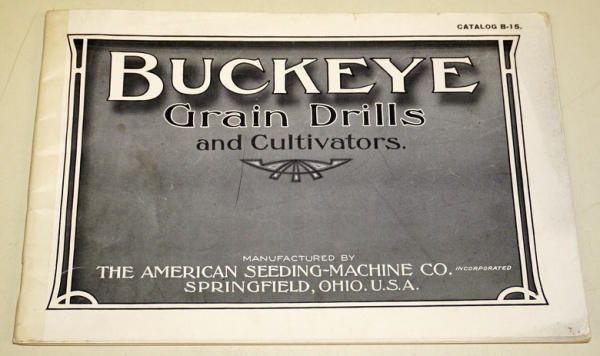 CATALOG B-15.
BUCKEYE
Grain Drills
and Cultivators.
MANUFACTURED BY
THE AMERICAN SEEDING-MACHINE CO. INCORPORATED
SPRINGFIELD, OHIO. U.S.A.